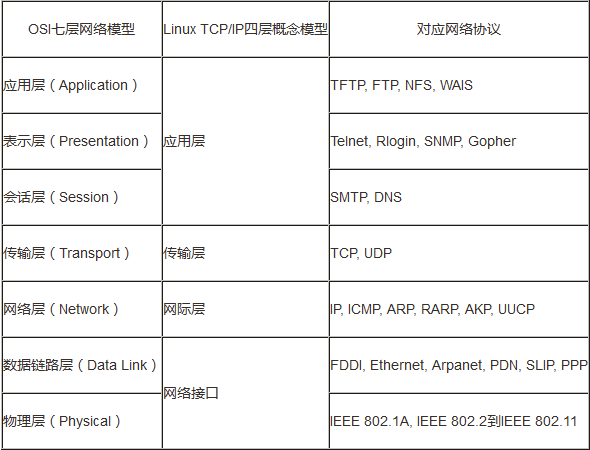 OSI七层网络模型 Linux TCP/IP四层概念模型 对应网络协议
应用层（Application） TFTP, FTP, NFS, WAIS
表示层（Presentation） 应用层 Telnet, Rlogin, SNMP, Gopher
会话层（Session） SMTP, DNS
传输层（Transport） 传输层 TCP, UDP
网络层（Network） 网际层 IP, ICMP, ARP, RARP, AKP, UUCP
数据链路层（Data Link） FDDI, Ethernet, Arpanet, PDN, SLIP, PPP
网络接口
物理层（Physical） IEEE 802.1A, IEEE 802.2到IEEE 802.11